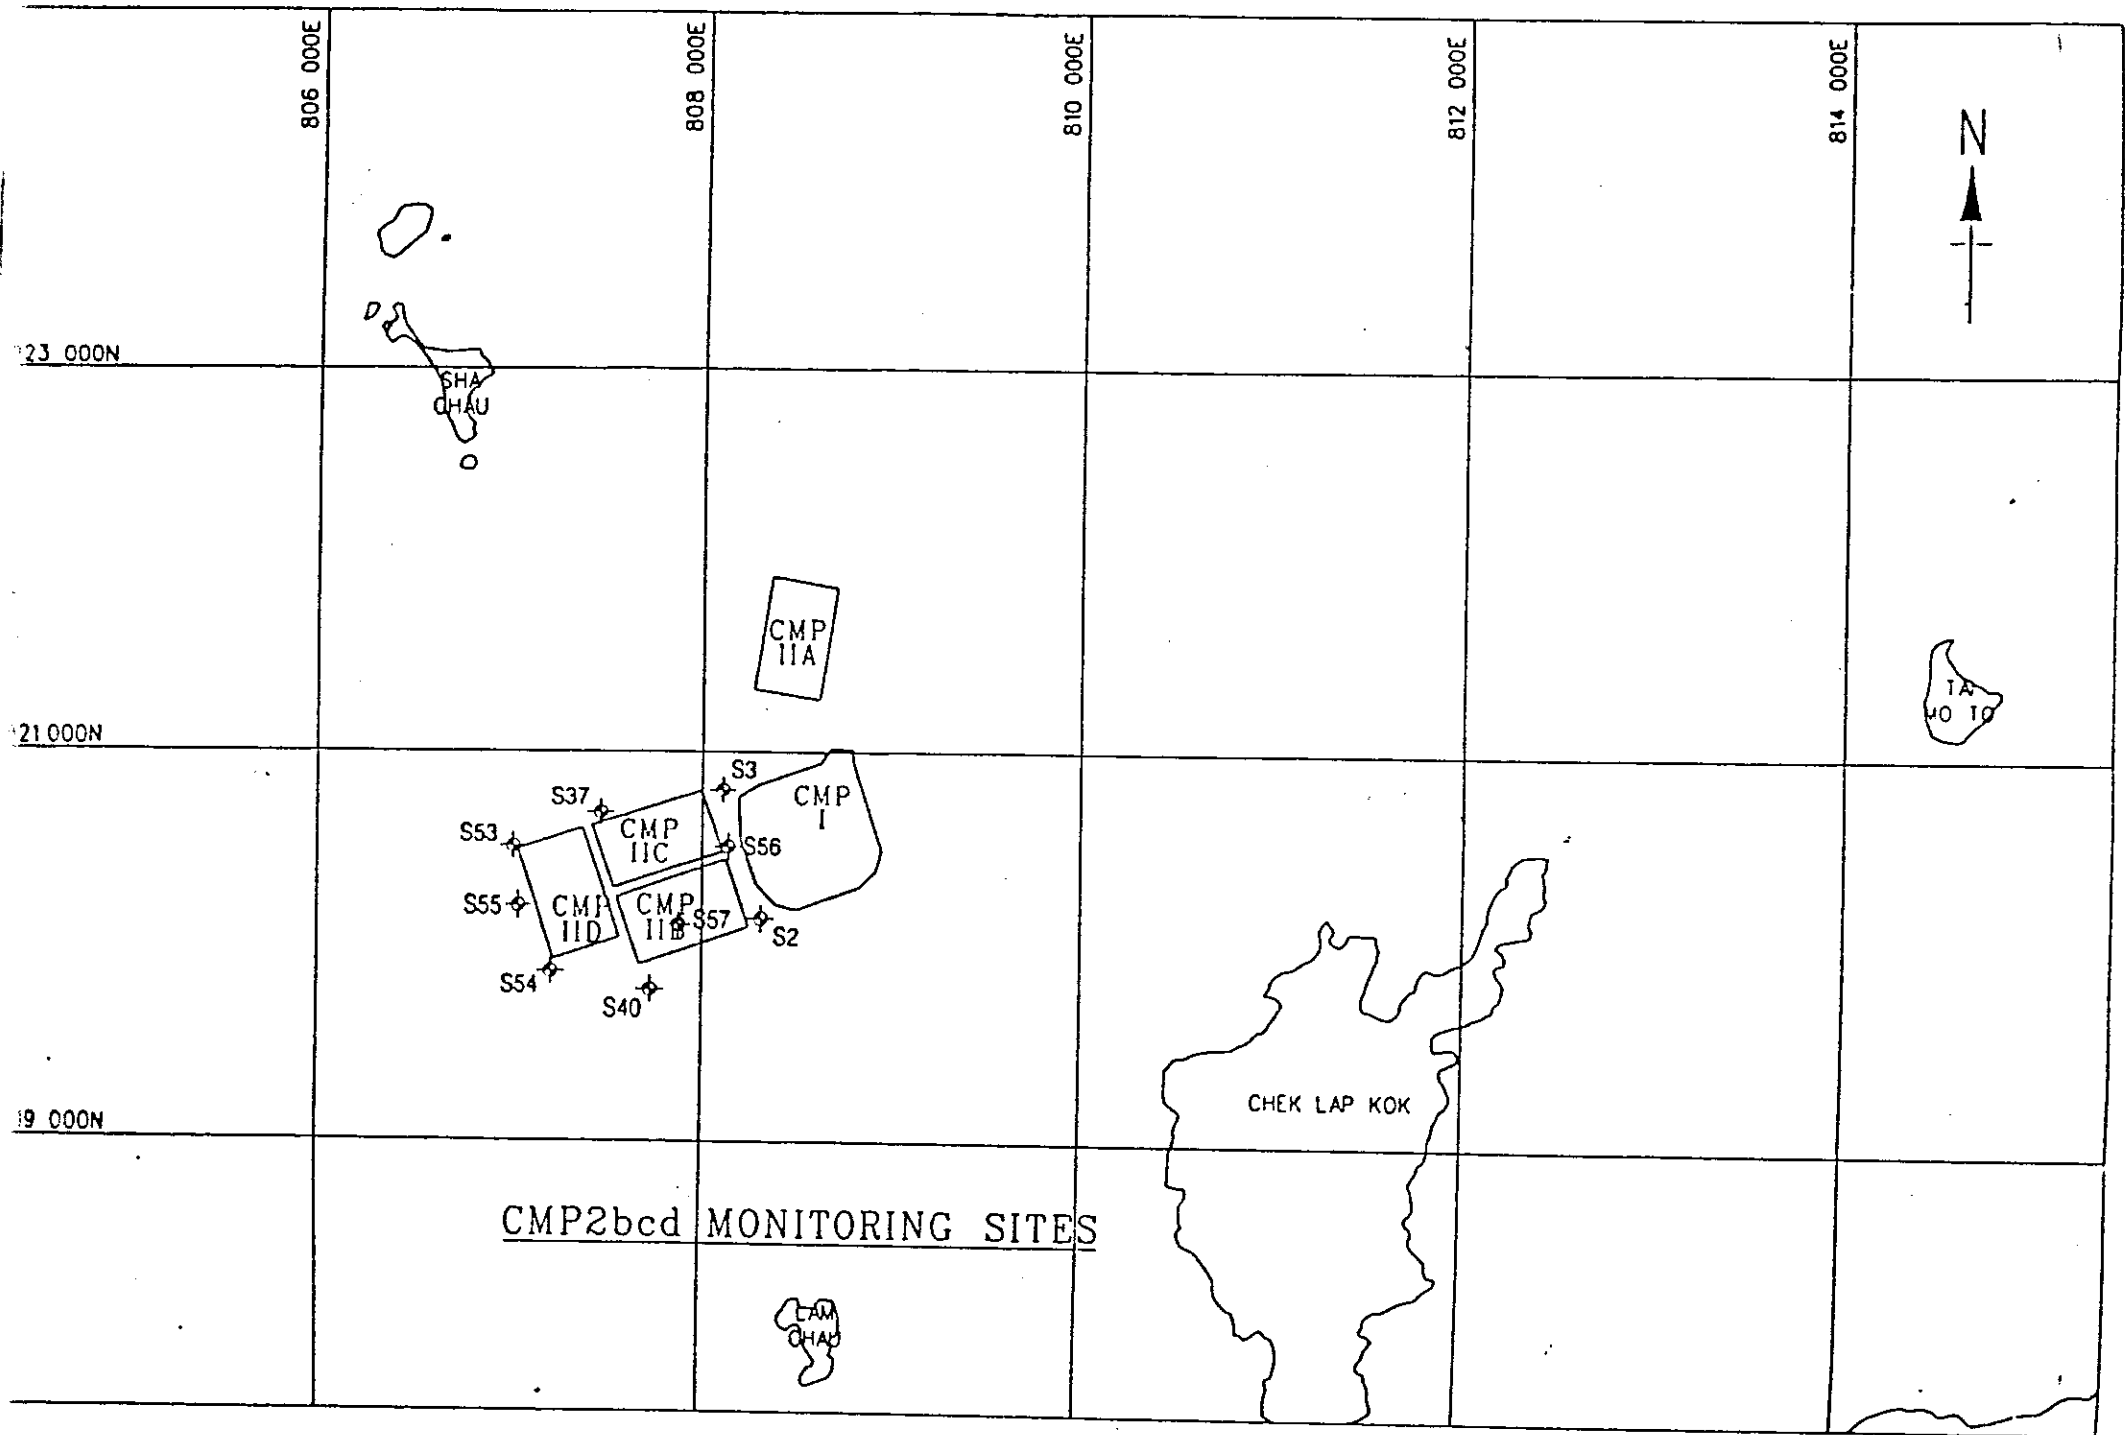 806 000E
808 000E
810 000E
812 000E
814 000E
N
23 000N
SHA
CHAU
CMP
IIA
TA
MO TO
21 000N
S3
S37
CMP
I
S53
CMP
IIC
S56
S55
CMP
IID
CMP
IIB
S57
S2
S54
S40
CHEK LAP KOK
19 000N
CMP2bcd MONITORING SITES
LAM
CHAU